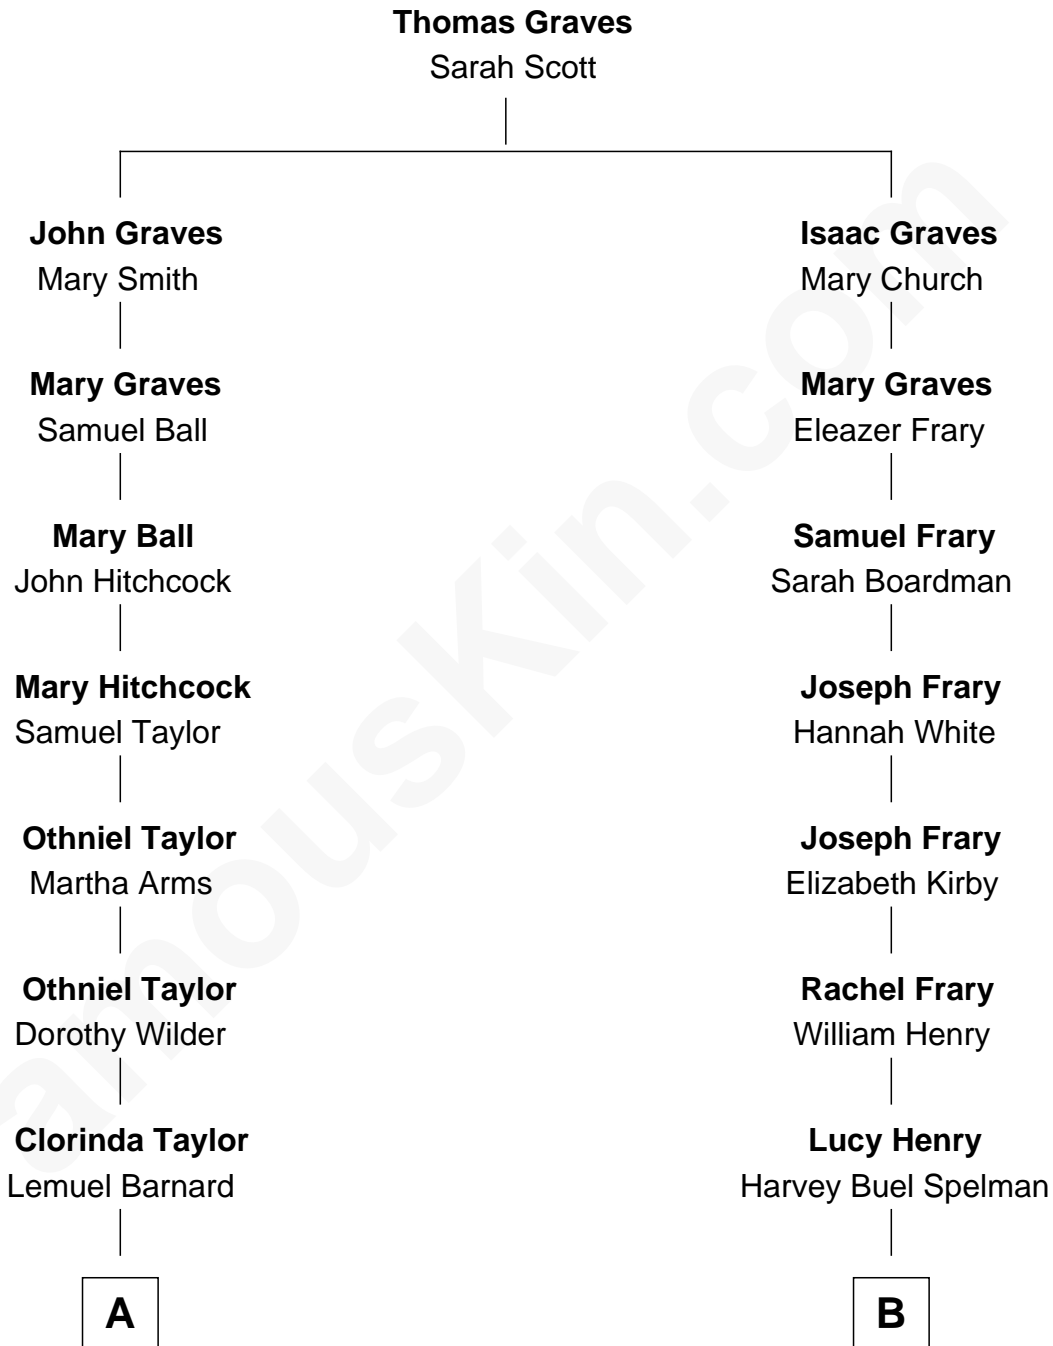 Thomas Graves
Sarah Scott
John Graves
Mary Smith
Isaac Graves
Mary Church
Mary Graves
Samuel Ball
Mary Graves
Eleazer Frary
Mary Ball
John Hitchcock
Samuel Frary
Sarah Boardman
Mary Hitchcock
Samuel Taylor
Joseph Frary
Hannah White
Othniel Taylor
Martha Arms
Joseph Frary
Elizabeth Kirby
Othniel Taylor
Dorothy Wilder
Rachel Frary
William Henry
Clorinda Taylor
Lemuel Barnard
Lucy Henry
Harvey Buel Spelman
A
B
amouskin.com